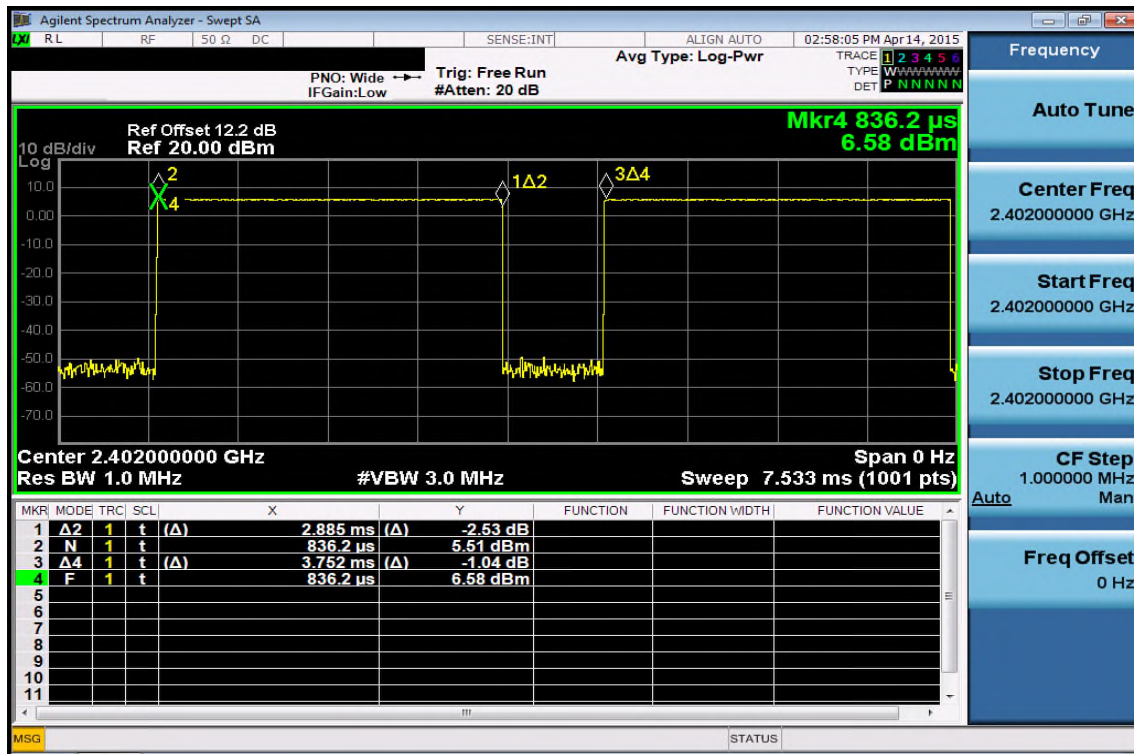 Agilent Spectrum Analyzer - Swept SA
LXI RL RF 50 Ω DC SENSE:INT ALIGN AUTO 02:58:05 PM Apr 14, 2015
PNO: Wide Trig: Free Run Avg Type: Log-Pwr TRACE 1 2 3 4 5 6
IFGain:Low #Atten: 20 dB TYPE WWWWWWW
DET P N N N N N
Mkr4 836.2 µs
6.58 dBm
Ref Offset 12.2 dB
10 dB/div Ref 20.00 dBm
Log
10.0
0.00
-10.0
-20.0
-30.0
-40.0
-50.0
-60.0
-70.0
2
4
1Δ2
3Δ4
Center 2.402000000 GHz Span 0 Hz
Res BW 1.0 MHz #VBW 3.0 MHz Sweep 7.533 ms (1001 pts)
MKR MODE TRC SCL X Y FUNCTION FUNCTION WIDTH FUNCTION VALUE
1 Δ2 1 t (Δ) 2.885 ms (Δ) -2.53 dB
2 N 1 t 836.2 µs 5.51 dBm
3 Δ4 1 t (Δ) 3.752 ms (Δ) -1.04 dB
4 F 1 t 836.2 µs 6.58 dBm
5
6
7
8
9
10
11
MSG STATUS
Frequency
Auto Tune
Center Freq
2.402000000 GHz
Start Freq
2.402000000 GHz
Stop Freq
2.402000000 GHz
CF Step
1.000000 MHz
Auto Man
Freq Offset
0 Hz